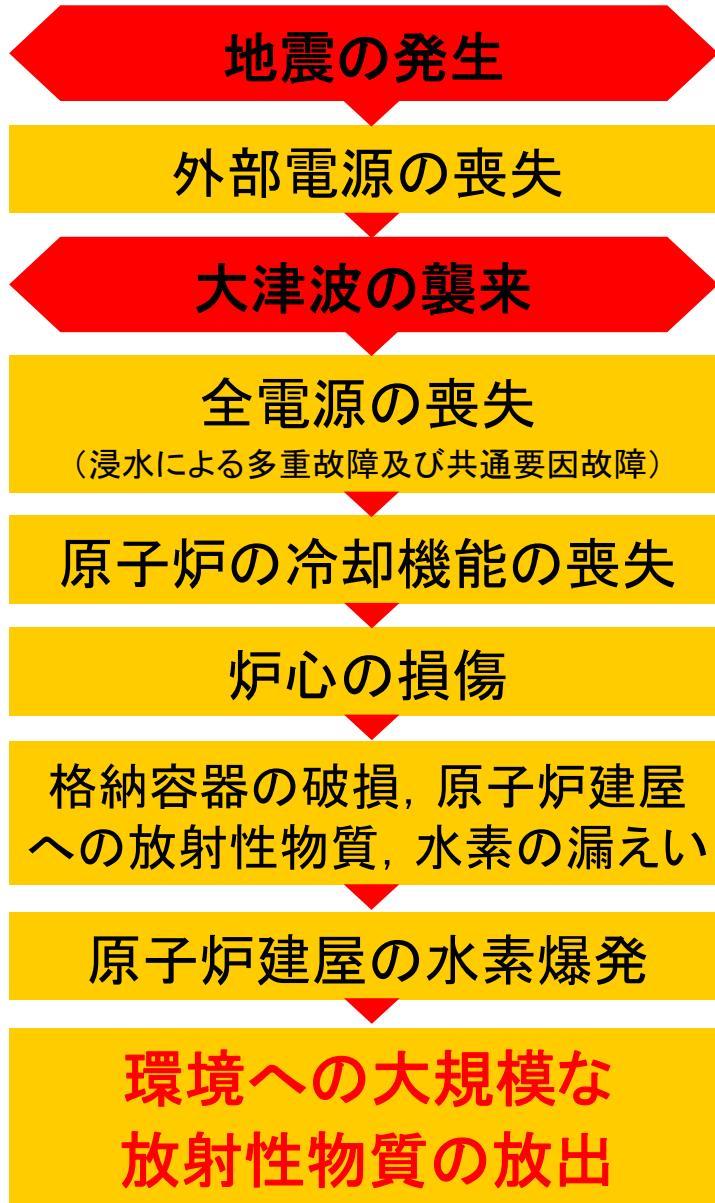 地震の発生
外部電源の喪失
大津波の襲来
全電源の喪失
（浸水による多重故障及び共通要因故障）
原子炉の冷却機能の喪失
炉心の損傷
格納容器の破損，原子炉建屋
への放射性物質，水素の漏えい
原子炉建屋の水素爆発
環境への大規模な
放射性物質の放出